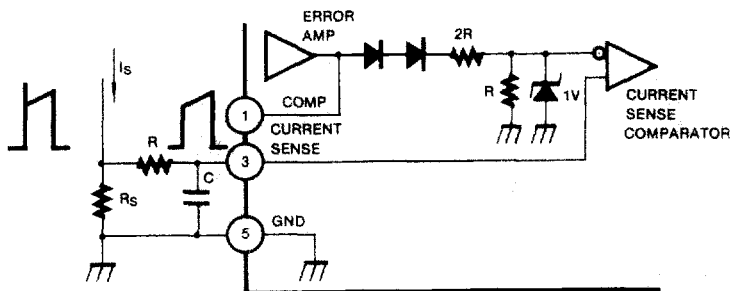 ERROR
AMP
2R
Is
R
1V
COMP
1
CURRENT
SENSE
CURRENT
SENSE
COMPARATOR
R
3
C
Rs
GND
5